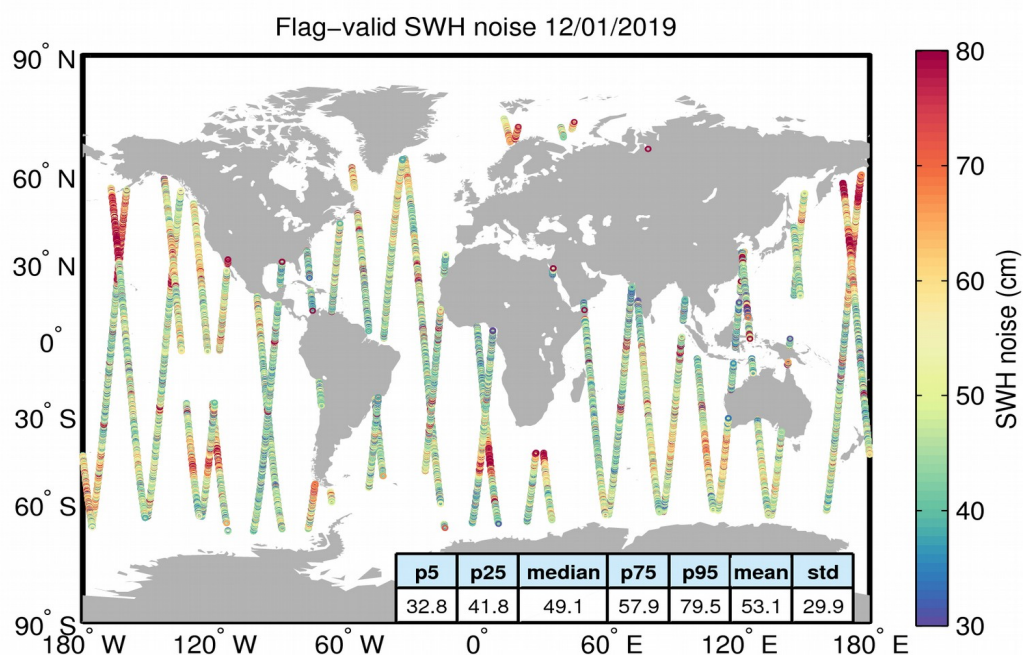 Flag-valid SWH noise 12/01/2019
90° N
60° N
30° N
0°
30° S
60° S
90° S
180° W
120° W
60° W
0°
60° E
120° E
180° E
80
70
60
50
40
30
SWH noise (cm)
p5 p25 median p75 p95 mean std
32.8 41.8 49.1 57.9 79.5 53.1 29.9